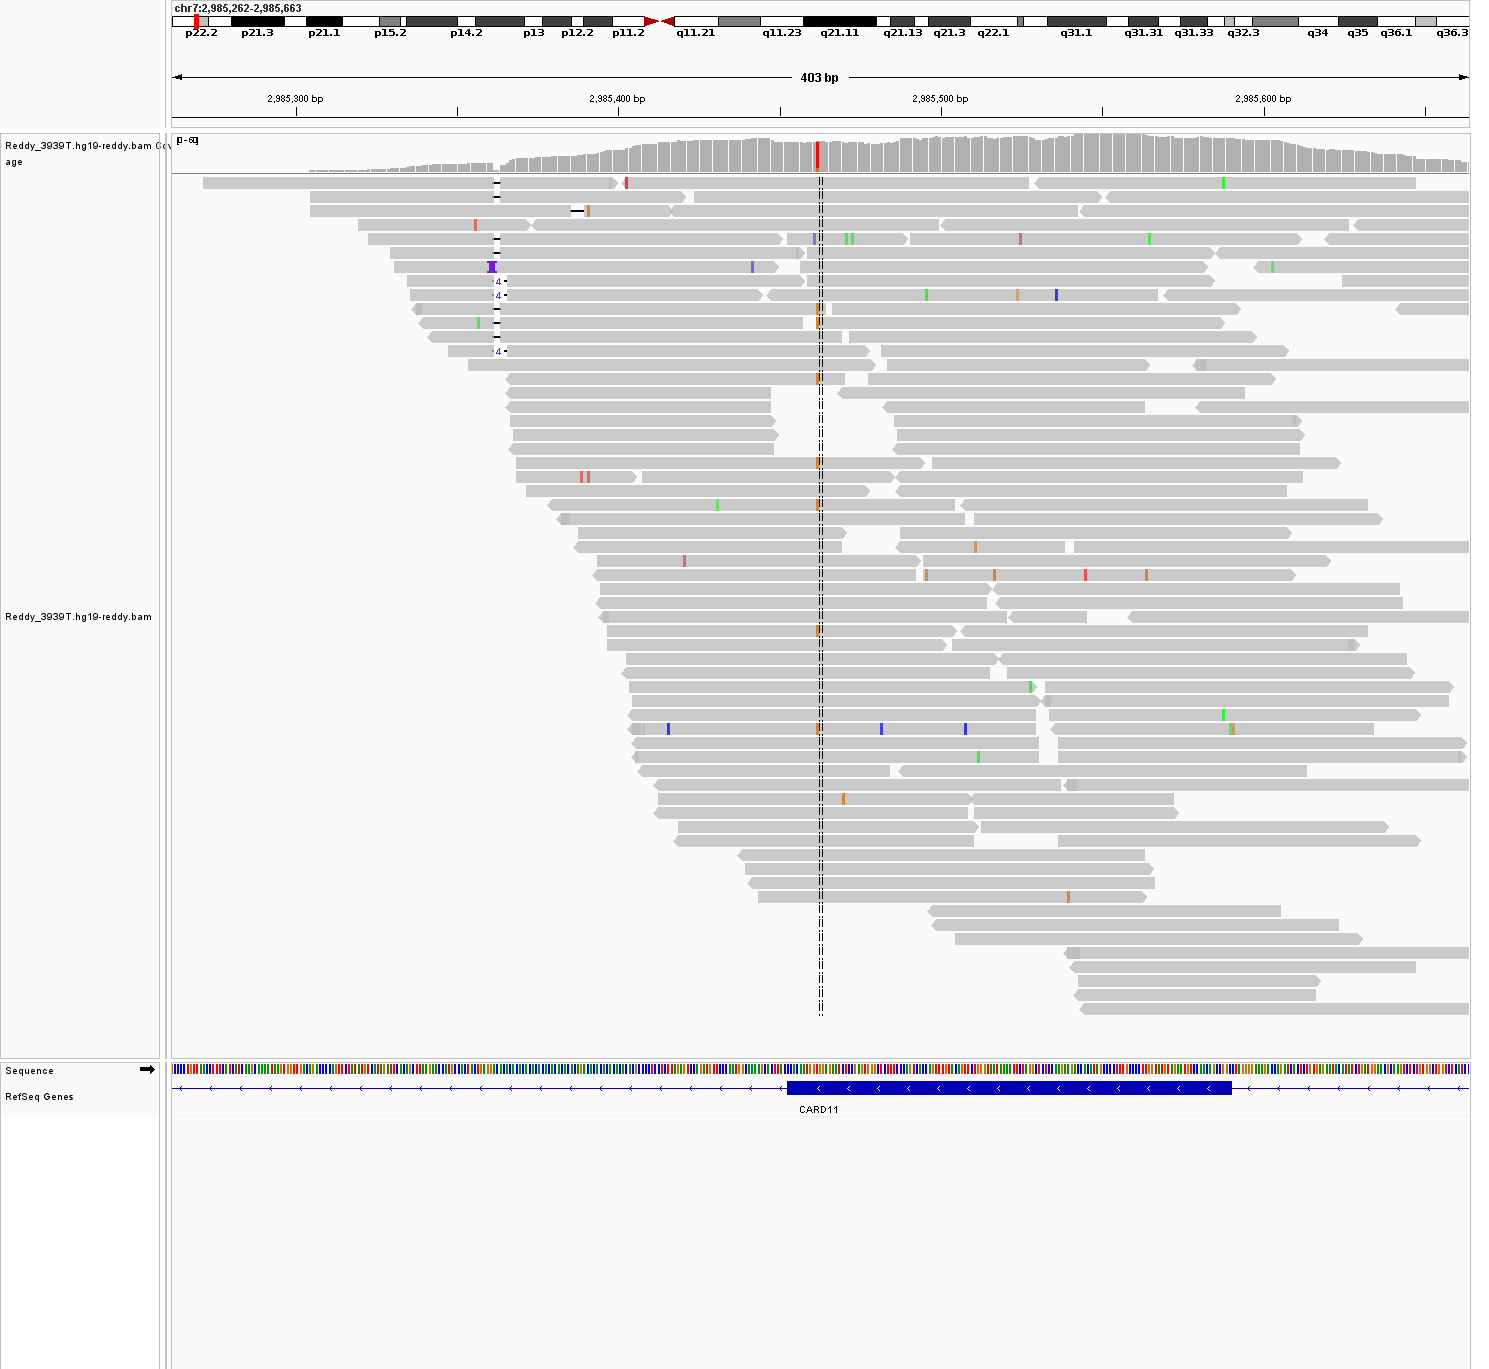 chr7:2,985,262-2,985,663
p22.2 p21.3 p21.1 p15.2 p14.2 p13 p12.2 p11.2 q11.21 q11.23 q21.11 q21.13 q21.3 q22.1 q31.1 q31.31 q31.33 q32.3 q34 q35 q36.1 q36.3
403 bp
2,985,300 bp 2,985,400 bp 2,985,500 bp 2,985,600 bp
[0 - 60]
Reddy_3939T.hg19-reddy.bam Cov
age
4
4
4
Reddy_3939T.hg19-reddy.bam
Sequence
RefSeq Genes
CARD11